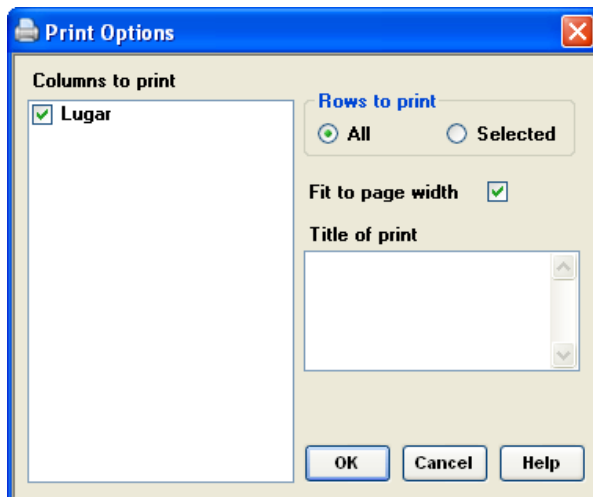 Print Options
Columns to print
Lugar
Rows to print
All Selected
Fit to page width
Title of print
OK Cancel Help